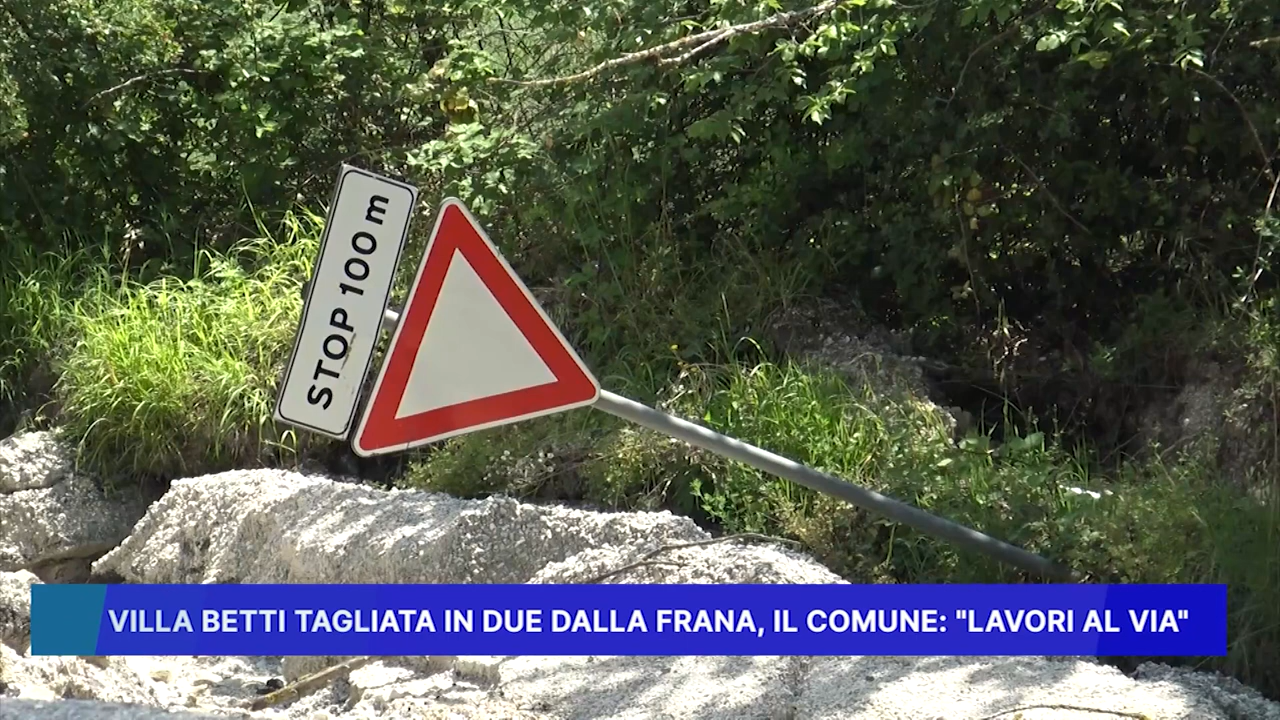 STOP 100 m
VILLA BETTI TAGLIATA IN DUE DALLA FRANA, IL COMUNE: "LAVORI AL VIA"